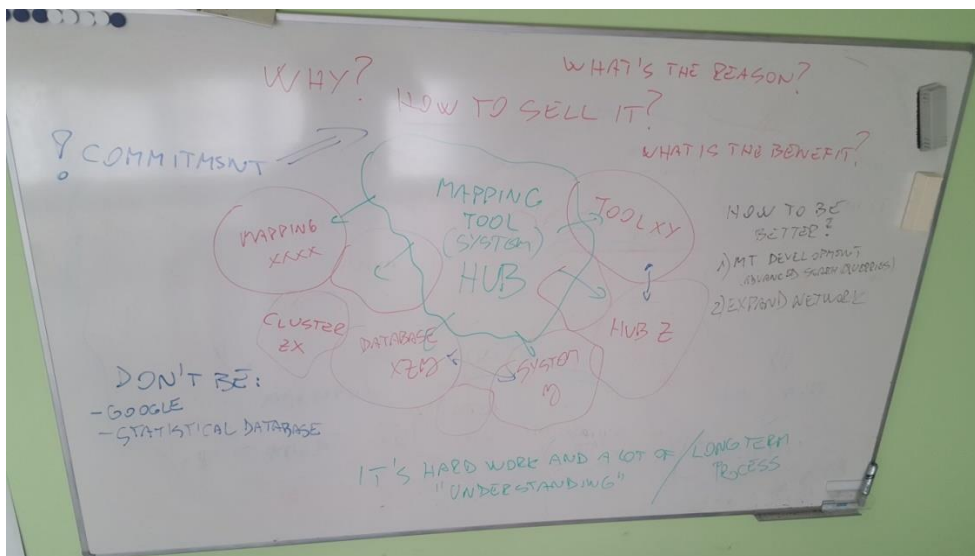 WHY?
WHAT'S THE REASON?
HOW TO SELL IT?
! COMMITMSNT
WHAT IS THE BENEFIT?
MAPPING
TOOL
(SYSTEM)
HUB
TOOL XY
MAPPING
XXXX
HOW TO BE
BETTER?
1) MT DEVELOPMENT
2) EXPAND NETWORK
CLUSTER
ZX
DATABASE
HUB Z
SYSTEM
DON'T BE:
- GOOGLE
- STATISTICAL DATABASE
IT'S HARD WORK AND A LOT OF
"UNDERSTANDING"
/ LONG TERM
PROCESS